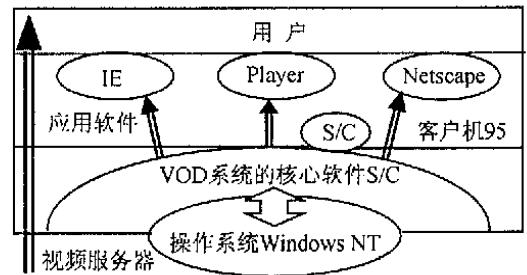 用户
IE
Player
Netscape
应用软件
S/C
客户机95
VOD系统的核心软件S/C
操作系统Windows NT
视频服务器